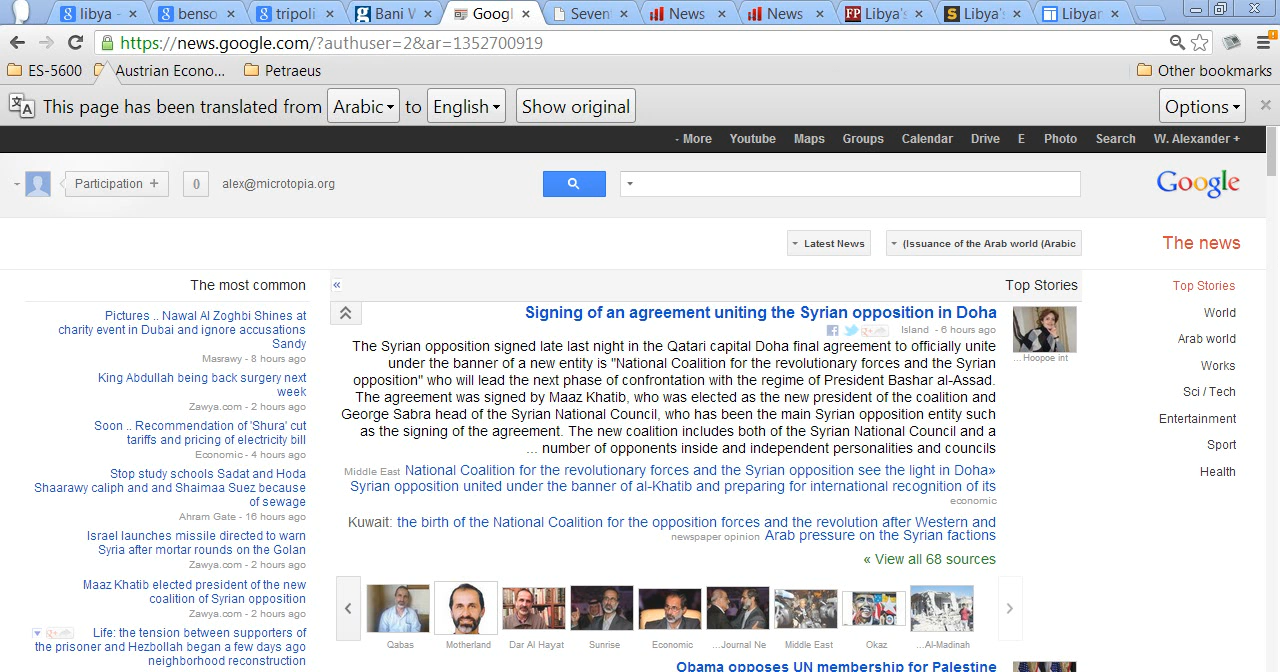 libya -
benso
tripoli
Bani W
Googl
Seven
News
News
Libya's
Libya's
Libyar
https://news.google.com/?authuser=2&ar=1352700919
ES-5600
Austrian Econo...
Petraeus
Other bookmarks
This page has been translated from Arabic to English Show original Options
- More Youtube Maps Groups Calendar Drive E Photo Search W. Alexander +
Participation +
0
alex@microtopia.org
Google
Latest News
(Issuance of the Arab world (Arabic
The news
The most common
Pictures .. Nawal Al Zoghbi Shines at
charity event in Dubai and ignore accusations
Sandy
Masrawy - 8 hours ago
King Abdullah being back surgery next
week
Zawya.com - 2 hours ago
Soon .. Recommendation of 'Shura' cut
tariffs and pricing of electricity bill
Economic - 4 hours ago
Stop study schools Sadat and Hoda
Shaarawy caliph and and Shaimaa Suez because
of sewage
Ahram Gate - 16 hours ago
Israel launches missile directed to warn
Syria after mortar rounds on the Golan
Zawya.com - 2 hours ago
Maaz Khatib elected president of the new
coalition of Syrian opposition
Zawya.com - 2 hours ago
Life: the tension between supporters of
the prisoner and Hezbollah began a few days ago
neighborhood reconstruction
«
Top Stories
Signing of an agreement uniting the Syrian opposition in Doha
Island - 6 hours ago
The Syrian opposition signed late last night in the Qatari capital Doha final agreement to officially unite
under the banner of a new entity is "National Coalition for the revolutionary forces and the Syrian
opposition" who will lead the next phase of confrontation with the regime of President Bashar al-Assad.
The agreement was signed by Maaz Khatib, who was elected as the new president of the coalition and
George Sabra head of the Syrian National Council, who has been the main Syrian opposition entity such
as the signing of the agreement. The new coalition includes both of the Syrian National Council and a
... number of opponents inside and independent personalities and councils
Middle East National Coalition for the revolutionary forces and the Syrian opposition see the light in Doha»
Syrian opposition united under the banner of al-Khatib and preparing for international recognition of its
economic
Kuwait: the birth of the National Coalition for the opposition forces and the revolution after Western and
newspaper opinion Arab pressure on the Syrian factions
« View all 68 sources
... Hoopoe int
Qabas
Motherland
Dar Al Hayat
Sunrise
Economic
...Journal Ne
Middle East
Okaz
...Al-Madinah
Obama opposes UN membership for Palestine
Top Stories
World
Arab world
Works
Sci / Tech
Entertainment
Sport
Health